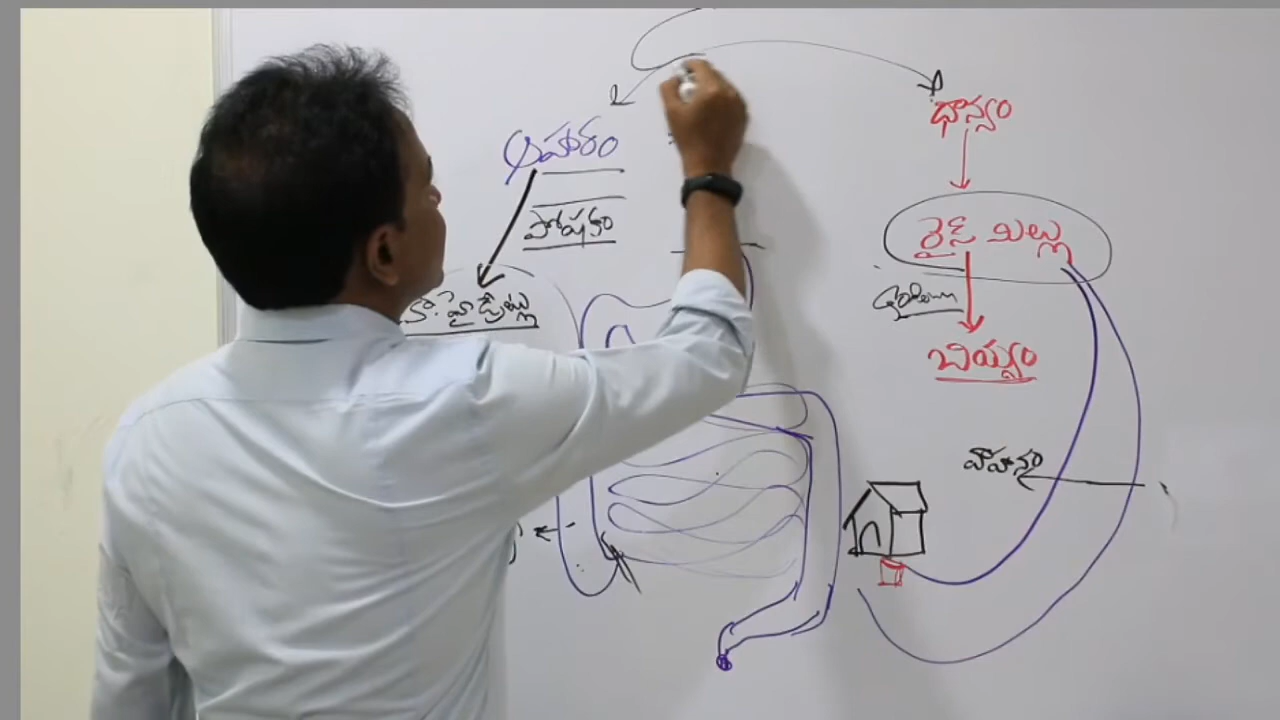 ధాన్యం
ఆహారం
పోషకం
రైస్ మిల్లు
కా.హైడ్రేట్లు
బియ్యం
వాహనం